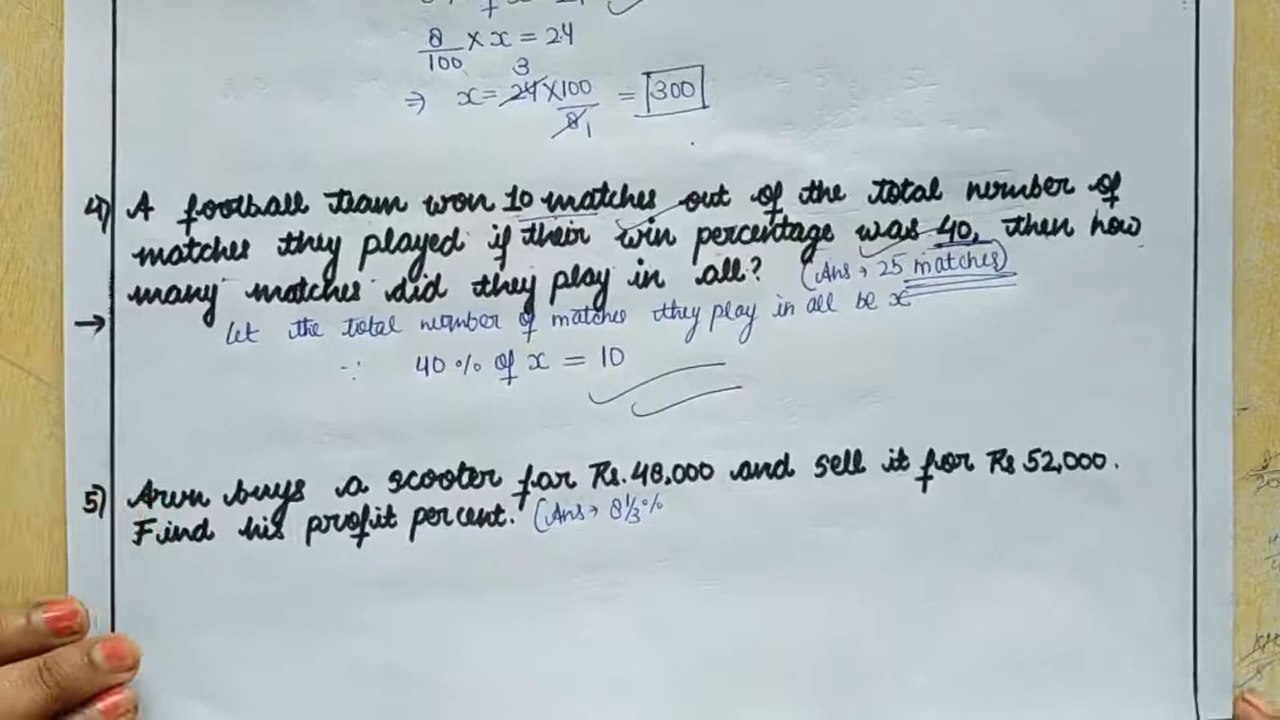 8/100 × x = 24
⇒ x = 24 × 100 / 8 = 300
3
1
4) A football team won 10 matches out of the total number of
matches they played if their win percentage was 40, then how
many matches did they play in all? (Ans → 25 matches)
→ Let the total number of matches they play in all be x
∴ 40% of x = 10
5) Arun buys a scooter for Rs. 48,000 and sell it for Rs 52,000.
Find his profit percent. (Ans → 8 1/3 %